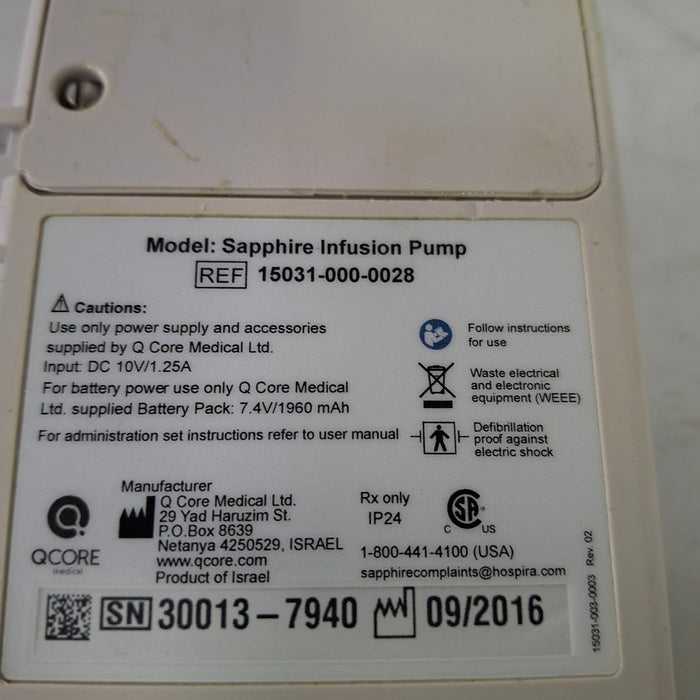 Model: Sapphire Infusion Pump
REF 15031-000-0028
Cautions:
Use only power supply and accessories
supplied by Q Core Medical Ltd.
Input: DC 10V/1.25A
For battery power use only Q Core Medical
Ltd. supplied Battery Pack: 7.4V/1960 mAh
For administration set instructions refer to user manual
Follow instructions
for use
Waste electrical
and electronic
equipment (WEEE)
Defibrillation
proof against
electric shock
QCORE
medical
Manufacturer
Q Core Medical Ltd.
29 Yad Haruzim St.
P.O.Box 8639
Netanya 4250529, ISRAEL
www.qcore.com
Product of Israel
Rx only
IP24
CSA
C US
1-800-441-4100 (USA)
sapphirecomplaints@hospira.com
SN 30013-7940 09/2016
15031-003-0003 Rev. 02